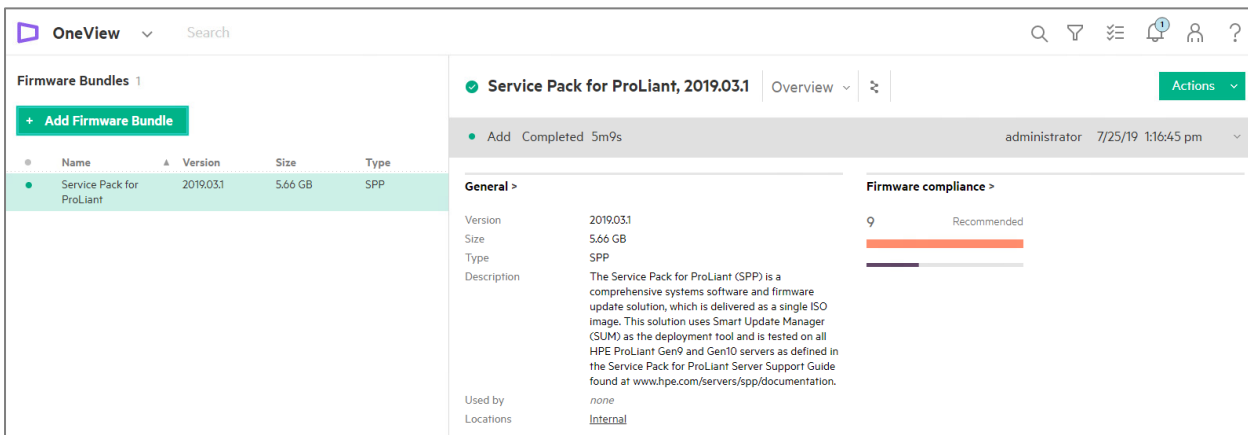 OneView
Search
1
Firmware Bundles 1
+ Add Firmware Bundle
Name Version Size Type
Service Pack for 2019.03.1 5.66 GB SPP
ProLiant
Service Pack for ProLiant, 2019.03.1 Overview
Actions
Add Completed 5m9s administrator 7/25/19 1:16:45 pm
General >
Version 2019.03.1
Size 5.66 GB
Type SPP
Description The Service Pack for ProLiant (SPP) is a
comprehensive systems software and firmware
update solution, which is delivered as a single ISO
image. This solution uses Smart Update Manager
(SUM) as the deployment tool and is tested on all
HPE ProLiant Gen9 and Gen10 servers as defined in
the Service Pack for ProLiant Server Support Guide
found at www.hpe.com/servers/spp/documentation.
Used by none
Locations Internal
Firmware compliance >
9 Recommended